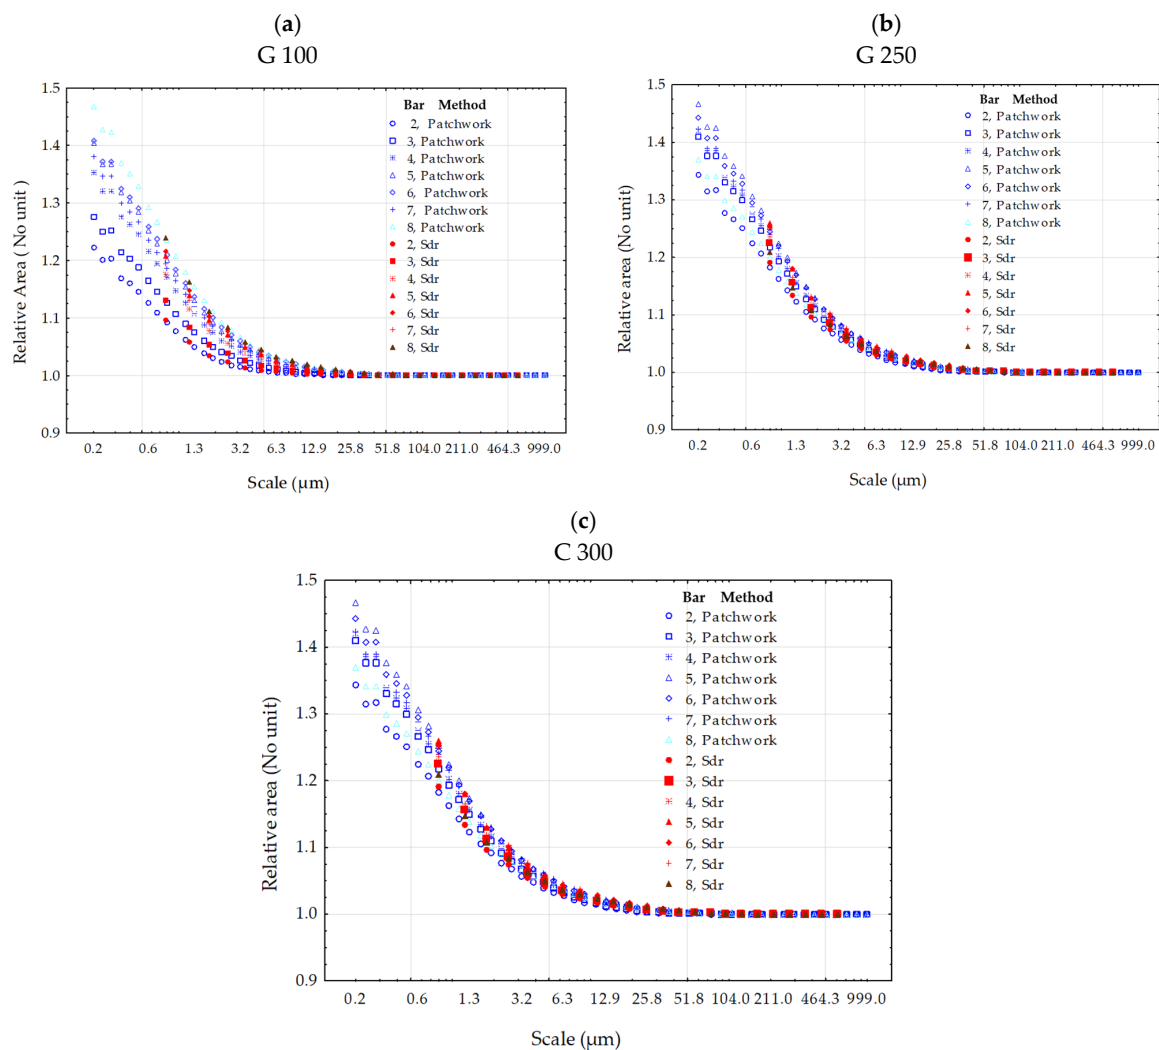 (a)
G 100
Relative Area ( No unit )
1.5
1.4
1.3
1.2
1.1
1.0
0.9
Bar Method
2, Patchwork
3, Patchwork
4, Patchwork
5, Patchwork
6, Patchwork
7, Patchwork
8, Patchwork
2, Sdr
3, Sdr
4, Sdr
5, Sdr
6, Sdr
7, Sdr
8, Sdr
0.2 0.6 1.3 3.2 6.3 12.9 25.8 51.8 104.0 211.0 464.3 999.0
Scale (µm)
(b)
G 250
Relative area (No unit)
1.5
1.4
1.3
1.2
1.1
1.0
0.9
Bar Method
2, Patchwork
3, Patchwork
4, Patchwork
5, Patchwork
6, Patchwork
7, Patchwork
8, Patchwork
2, Sdr
3, Sdr
4, Sdr
5, Sdr
6, Sdr
7, Sdr
8, Sdr
0.2 0.6 1.3 3.2 6.3 12.9 25.8 51.8 104.0 211.0 464.3 999.0
Scale (µm)
(c)
C 300
Relative area (No unit)
1.5
1.4
1.3
1.2
1.1
1.0
0.9
Bar Method
2, Patchwork
3, Patchwork
4, Patchwork
5, Patchwork
6, Patchwork
7, Patchwork
8, Patchwork
2, Sdr
3, Sdr
4, Sdr
5, Sdr
6, Sdr
7, Sdr
8, Sdr
0.2 0.6 1.3 3.2 6.3 12.9 25.8 51.8 104.0 211.0 464.3 999.0
Scale (µm)